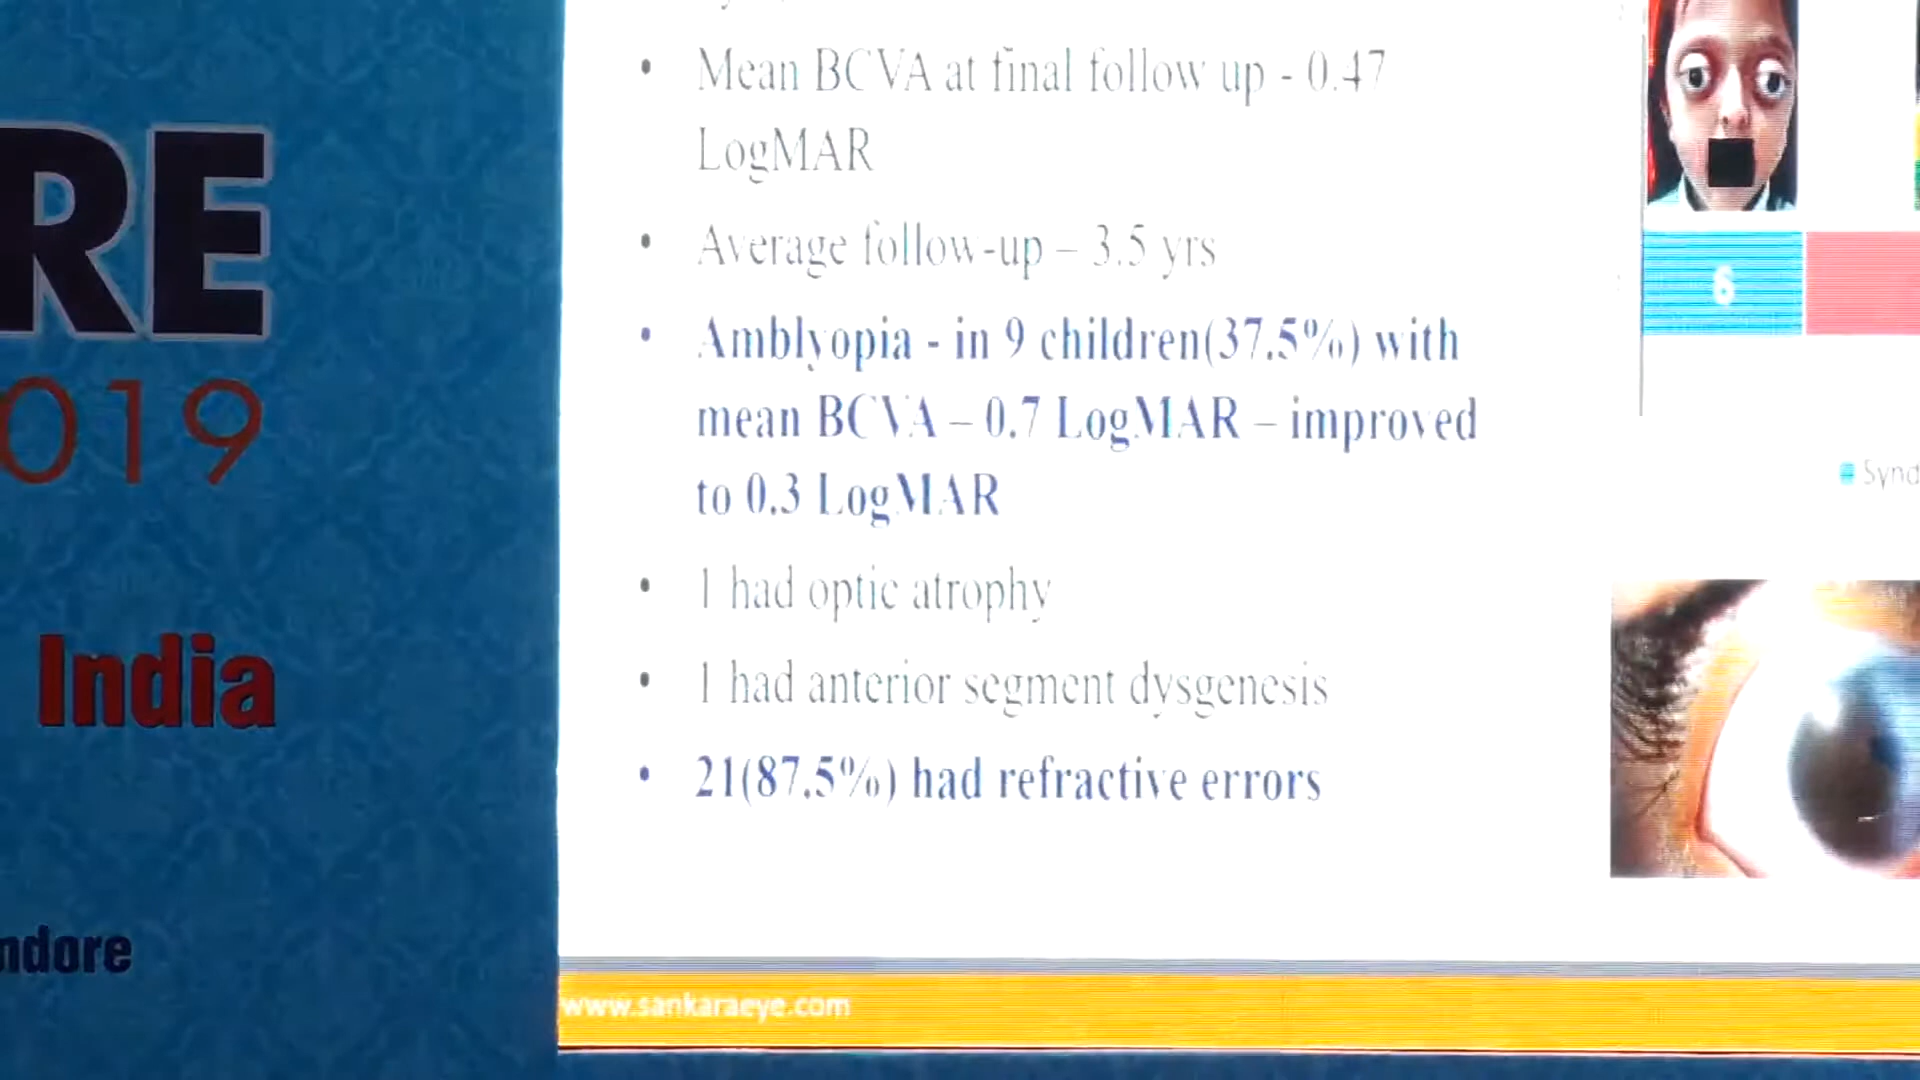 RE
019
India
ndore
• Mean BCVA at final follow up - 0.47
LogMAR
• Average follow-up – 3.5 yrs
• Amblyopia - in 9 children(37.5%) with
mean BCVA – 0.7 LogMAR – improved
to 0.3 LogMAR
• 1 had optic atrophy
• 1 had anterior segment dysgenesis
• 21(87.5%) had refractive errors
6
Synd
www.sankaraeye.com